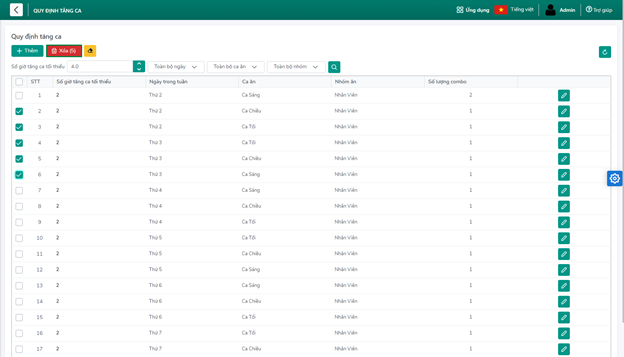 QUY ĐỊNH TĂNG CA
Ứng dụng
Tiếng việt
Admin
Trợ giúp
Quy định tăng ca
Thêm
Xóa (5)
Số giờ tăng ca tối thiểu
4.0
Toàn bộ ngày
Toàn bộ ca ăn
Toàn bộ nhóm
STT Số giờ tăng ca tối thiểu Ngày trong tuần Ca ăn Nhóm ăn Số lượng combo
1 2 Thứ 2 Ca Sáng Nhân Viên 2
2 2 Thứ 2 Ca Chiều Nhân Viên 1
3 2 Thứ 2 Ca Tối Nhân Viên 1
4 2 Thứ 3 Ca Tối Nhân Viên 1
5 2 Thứ 3 Ca Chiều Nhân Viên 1
6 2 Thứ 3 Ca Sáng Nhân Viên 1
7 2 Thứ 4 Ca Sáng Nhân Viên 1
8 2 Thứ 4 Ca Chiều Nhân Viên 1
9 2 Thứ 4 Ca Tối Nhân Viên 1
10 2 Thứ 5 Ca Tối Nhân Viên 1
11 2 Thứ 5 Ca Chiều Nhân Viên 1
12 2 Thứ 5 Ca Sáng Nhân Viên 1
13 2 Thứ 6 Ca Sáng Nhân Viên 1
14 2 Thứ 6 Ca Chiều Nhân Viên 1
15 2 Thứ 6 Ca Tối Nhân Viên 1
16 2 Thứ 7 Ca Tối Nhân Viên 1
17 2 Thứ 7 Ca Chiều Nhân Viên 1